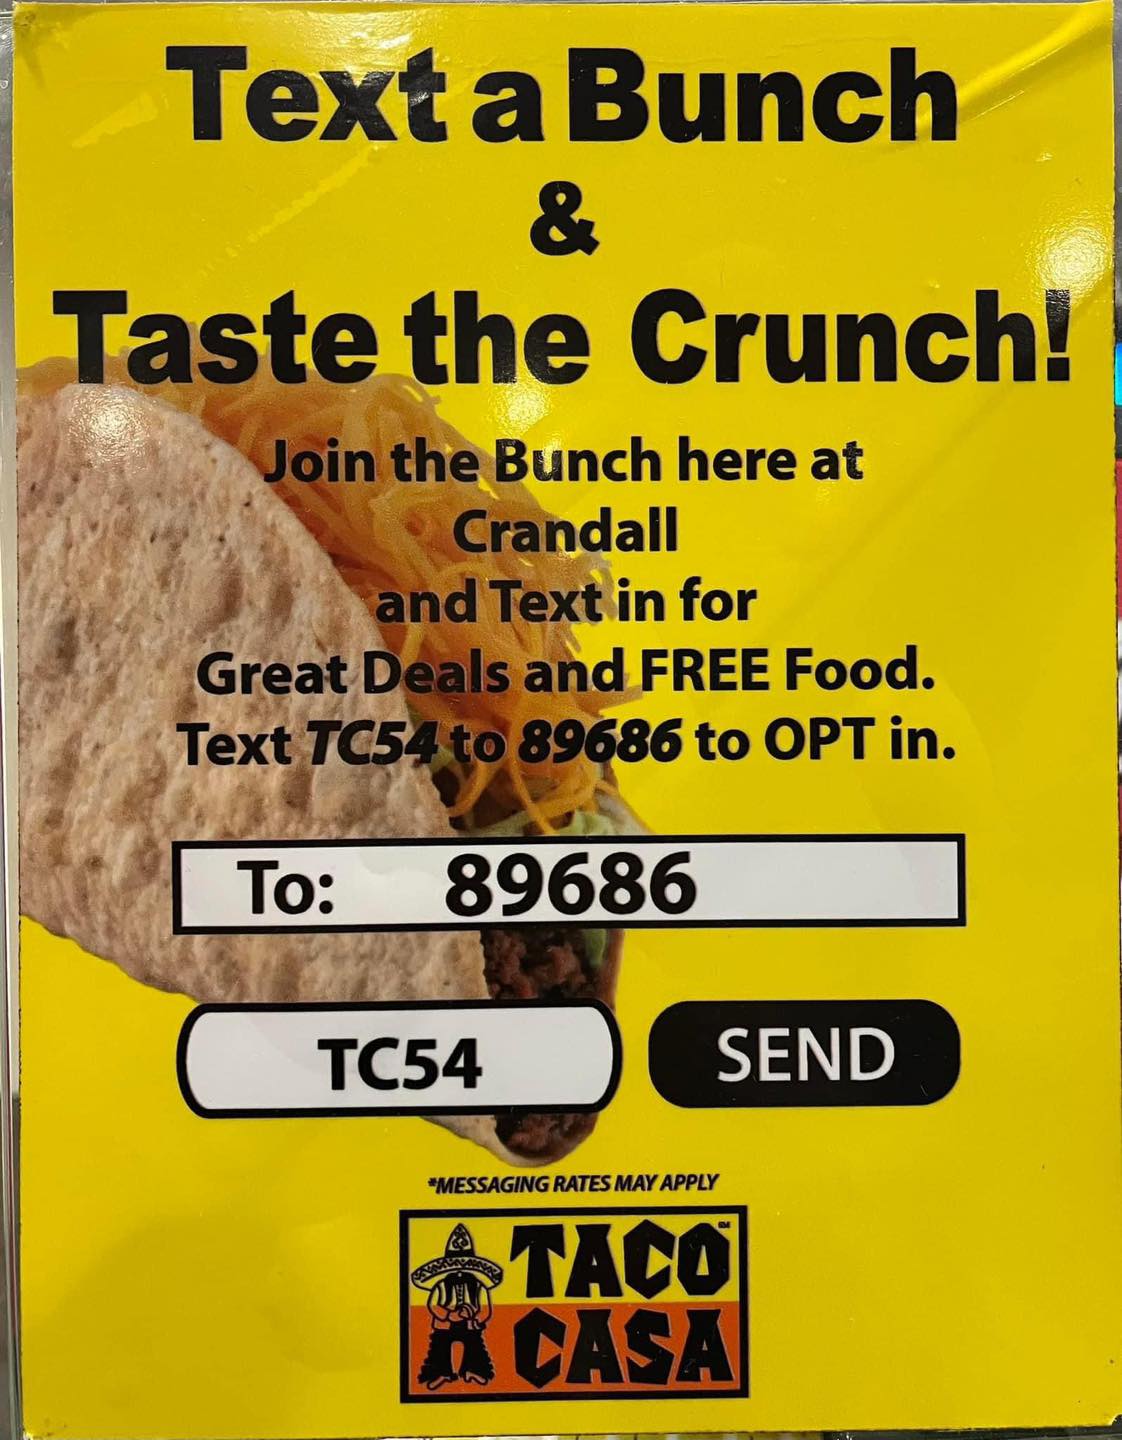 Text a Bunch
&
Taste the Crunch!
Join the Bunch here at
Crandall
and Text in for
Great Deals and FREE Food.
Text TC54 to 89686 to OPT in.
To: 89686
TC54
SEND
*MESSAGING RATES MAY APPLY
TACO SM
CASA